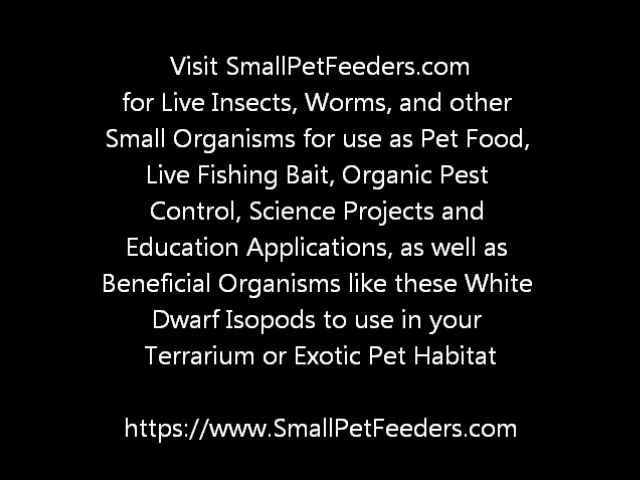 Visit SmallPetFeeders.com
for Live Insects, Worms, and other
Small Organisms for use as Pet Food,
Live Fishing Bait, Organic Pest
Control, Science Projects and
Education Applications, as well as
Beneficial Organisms like these White
Dwarf Isopods to use in your
Terrarium or Exotic Pet Habitat
https://www.SmallPetFeeders.com